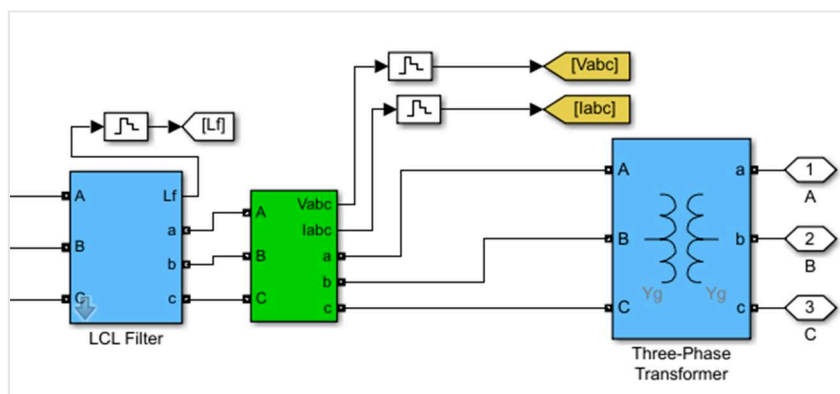 [Vabc]
[Iabc]
[Lf]
A
B
C
Lf
a
b
c
LCL Filter
A
B
C
Vabc
Iabc
a
b
c
A
B
C
Yg
Yg
a
b
c
Three-Phase
Transformer
1
A
2
B
3
C